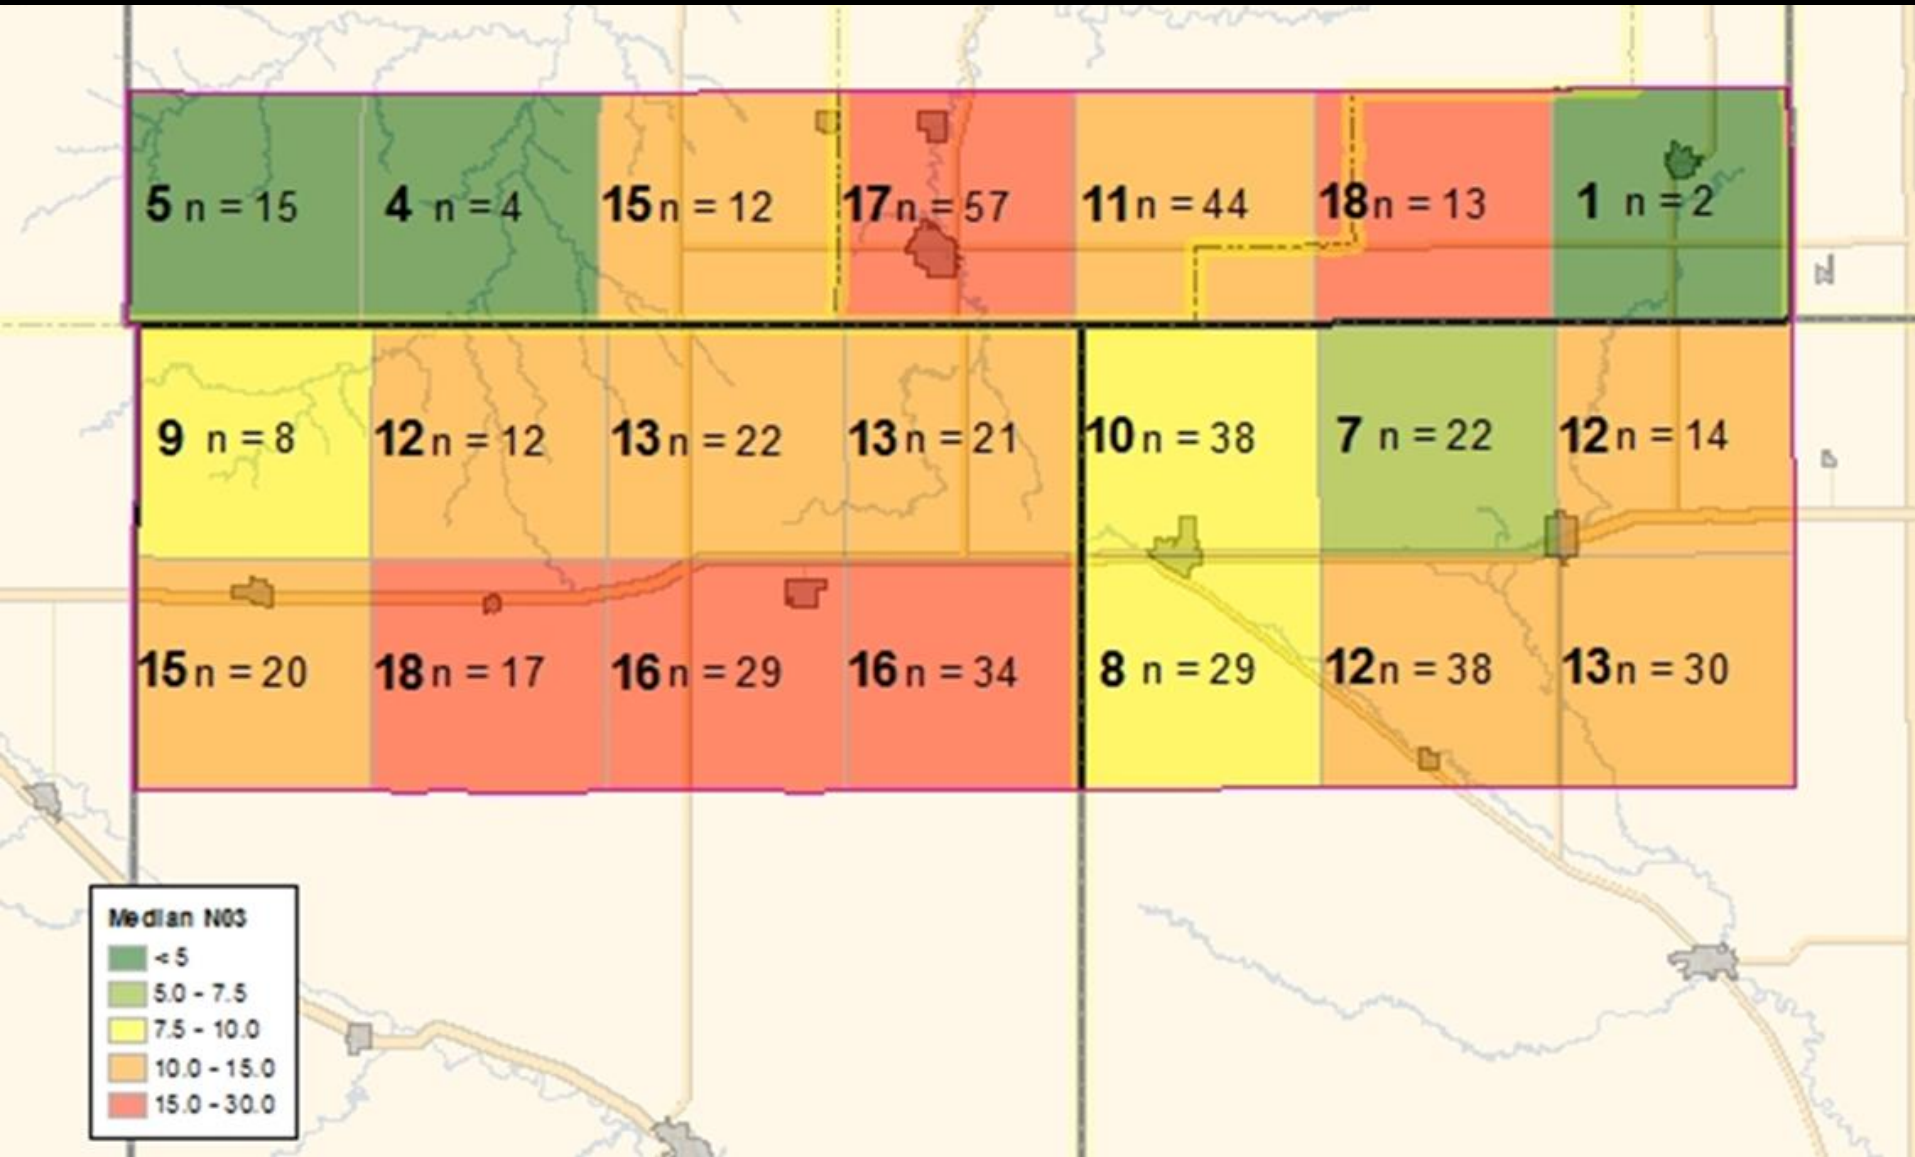 5 n = 15 4 n = 4 15 n = 12 17 n = 57 11 n = 44 18 n = 13 1 n = 2
9 n = 8 12 n = 12 13 n = 22 13 n = 21 10 n = 38 7 n = 22 12 n = 14
15 n = 20 18 n = 17 16 n = 29 16 n = 34 8 n = 29 12 n = 38 13 n = 30
Median N03
< 5
5.0 - 7.5
7.5 - 10.0
10.0 - 15.0
15.0 - 30.0